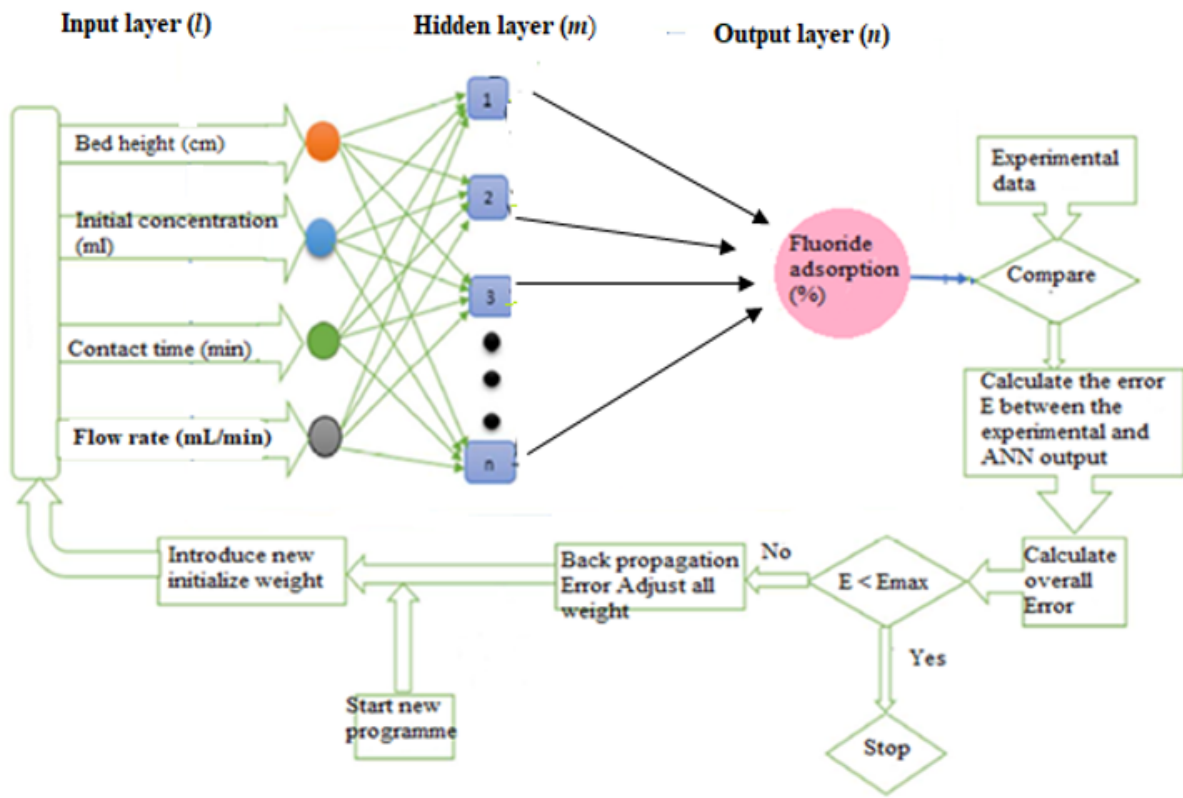 Input layer (l)
Hidden layer (m)
Output layer (n)
Bed height (cm)
Initial concentration
(ml)
Contact time (min)
Flow rate (mL/min)
1
2
3
n
Fluoride
adsorption
(%)
Experimental
data
Compare
Calculate the error
E between the
experimental and
ANN output
Calculate
overall
Error
E < Emax
No
Yes
Stop
Back propagation
Error Adjust all
weight
Introduce new
initialize weight
Start new
programme